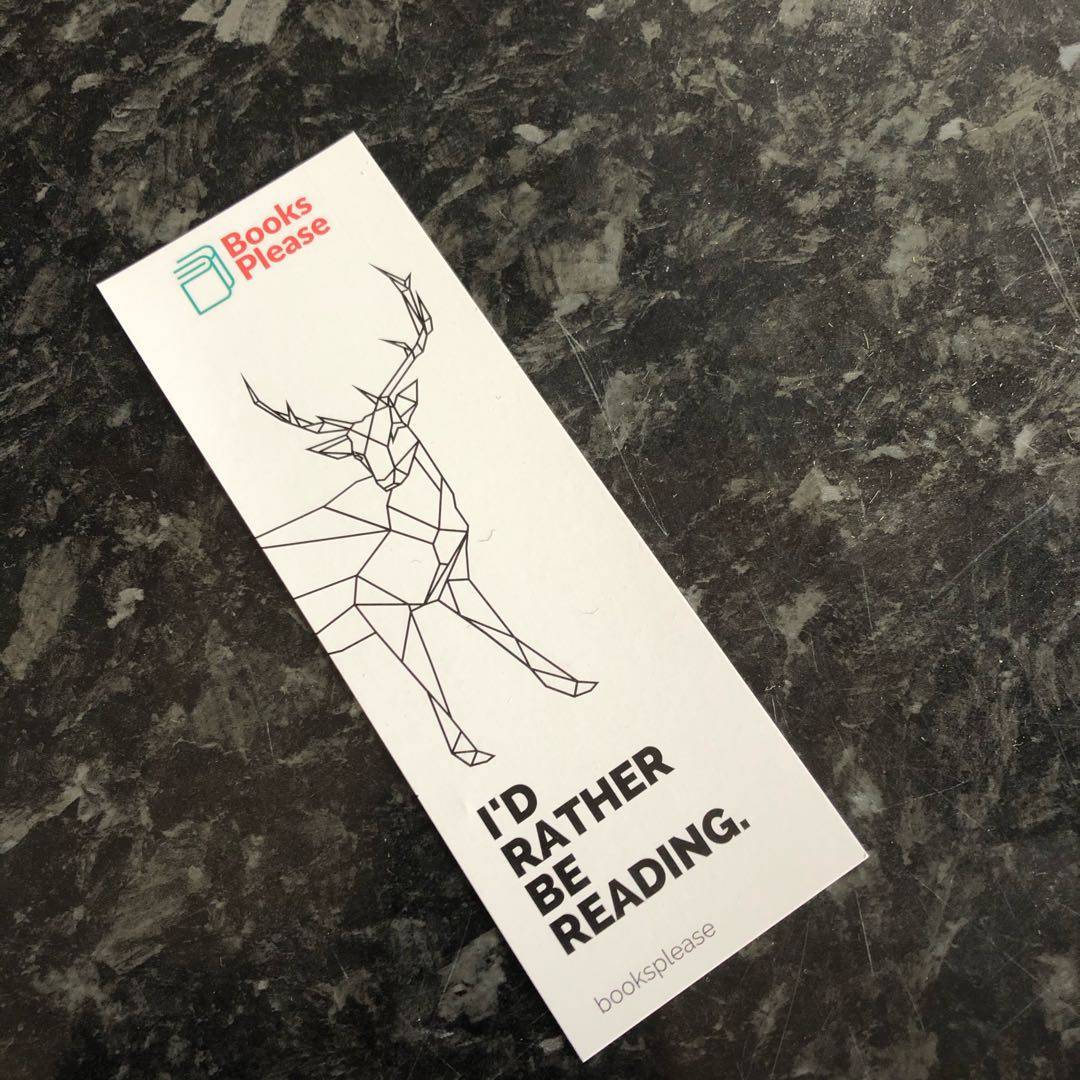 Books
Please
I'D
RATHER
BE
READING.
booksplease